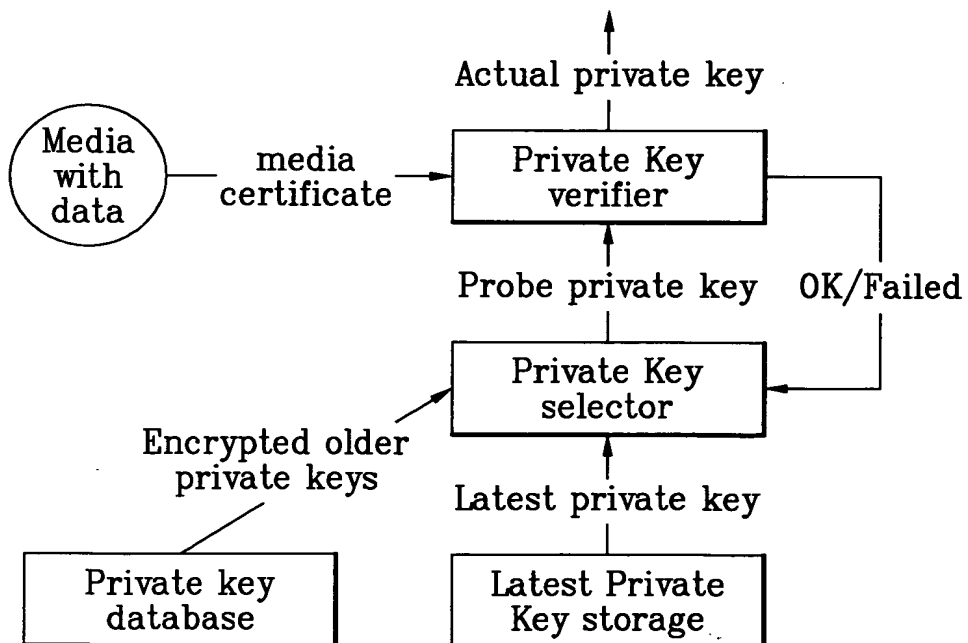 Actual private key
Media
with
data
media
certificate
Private Key
verifier
Probe private key
OK/Failed
Private Key
selector
Encrypted older
private keys
Latest private key
Private key
database
Latest Private
Key storage